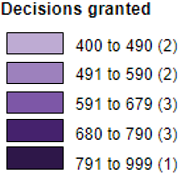 Decisions granted
400 to 490 (2)
491 to 590 (2)
591 to 679 (3)
680 to 790 (3)
791 to 999 (1)